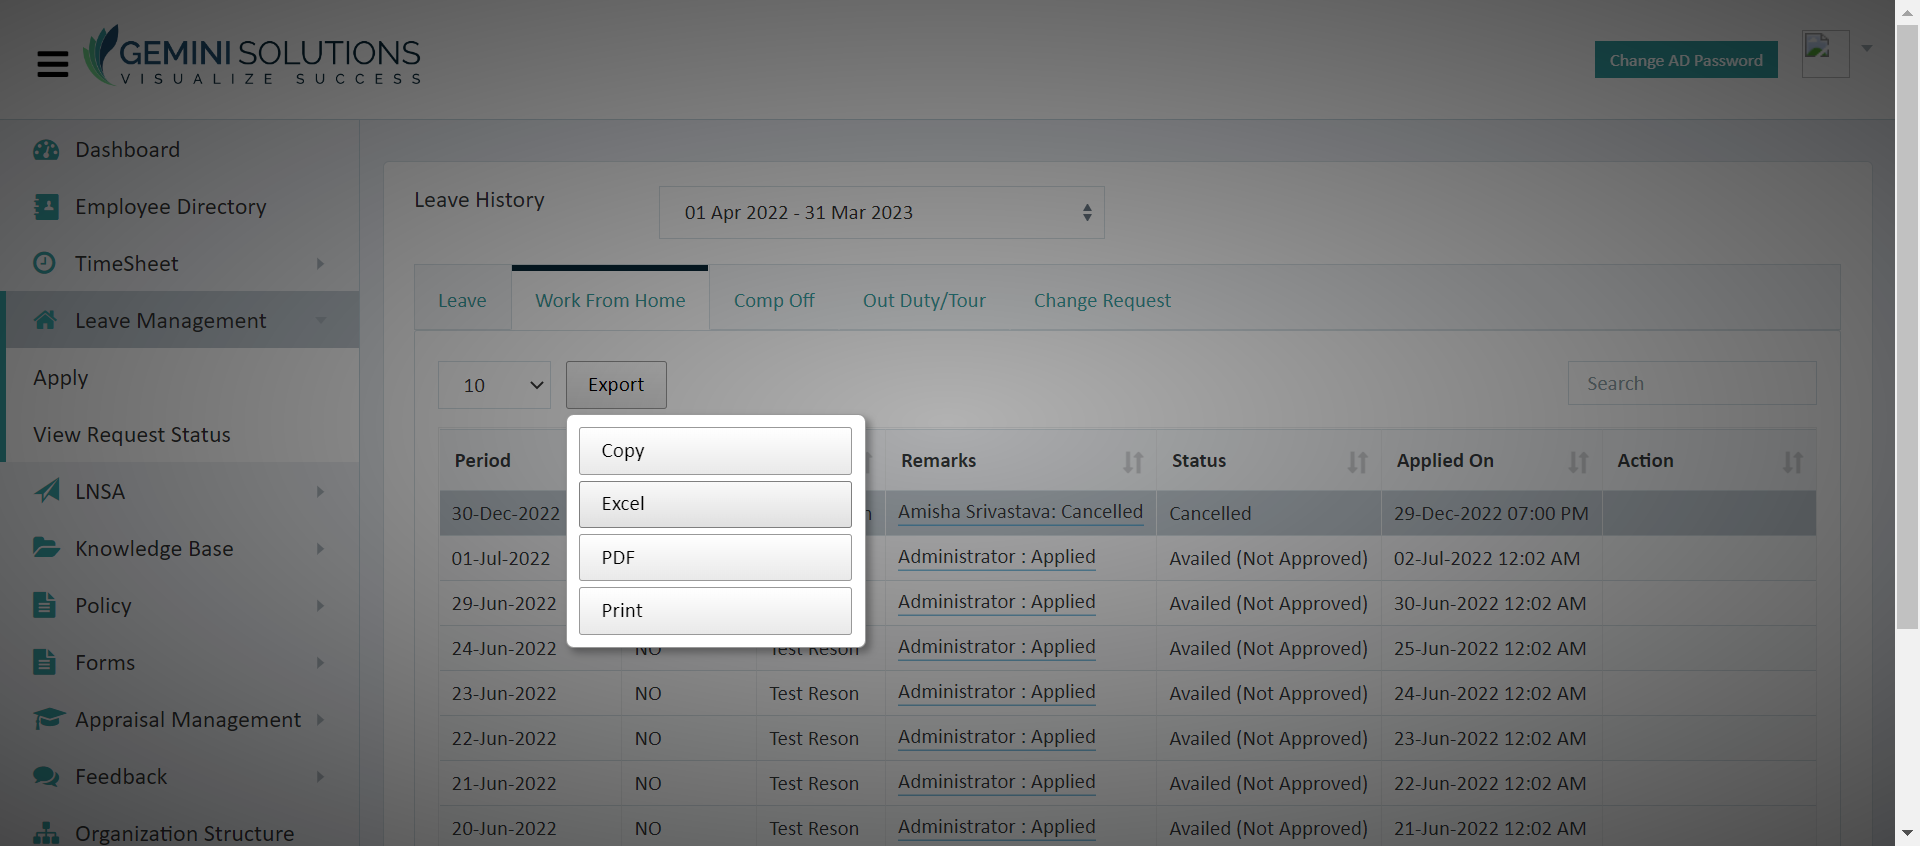 GEMINI SOLUTIONS
VISUALIZE SUCCESS
Change AD Password
Dashboard
Employee Directory
TimeSheet
Leave Management
Apply
View Request Status
LNSA
Knowledge Base
Policy
Forms
Appraisal Management
Feedback
Organization Structure
Leave History
01 Apr 2022 - 31 Mar 2023
Leave Work From Home Comp Off Out Duty/Tour Change Request
10 Export Search
Copy
Excel
PDF
Print
Period Remarks Status Applied On Action
30-Dec-2022 Amisha Srivastava: Cancelled Cancelled 29-Dec-2022 07:00 PM
01-Jul-2022 Administrator : Applied Availed (Not Approved) 02-Jul-2022 12:02 AM
29-Jun-2022 Administrator : Applied Availed (Not Approved) 30-Jun-2022 12:02 AM
24-Jun-2022 NO Test Reson Administrator : Applied Availed (Not Approved) 25-Jun-2022 12:02 AM
23-Jun-2022 NO Test Reson Administrator : Applied Availed (Not Approved) 24-Jun-2022 12:02 AM
22-Jun-2022 NO Test Reson Administrator : Applied Availed (Not Approved) 23-Jun-2022 12:02 AM
21-Jun-2022 NO Test Reson Administrator : Applied Availed (Not Approved) 22-Jun-2022 12:02 AM
20-Jun-2022 NO Test Reson Administrator : Applied Availed (Not Approved) 21-Jun-2022 12:02 AM